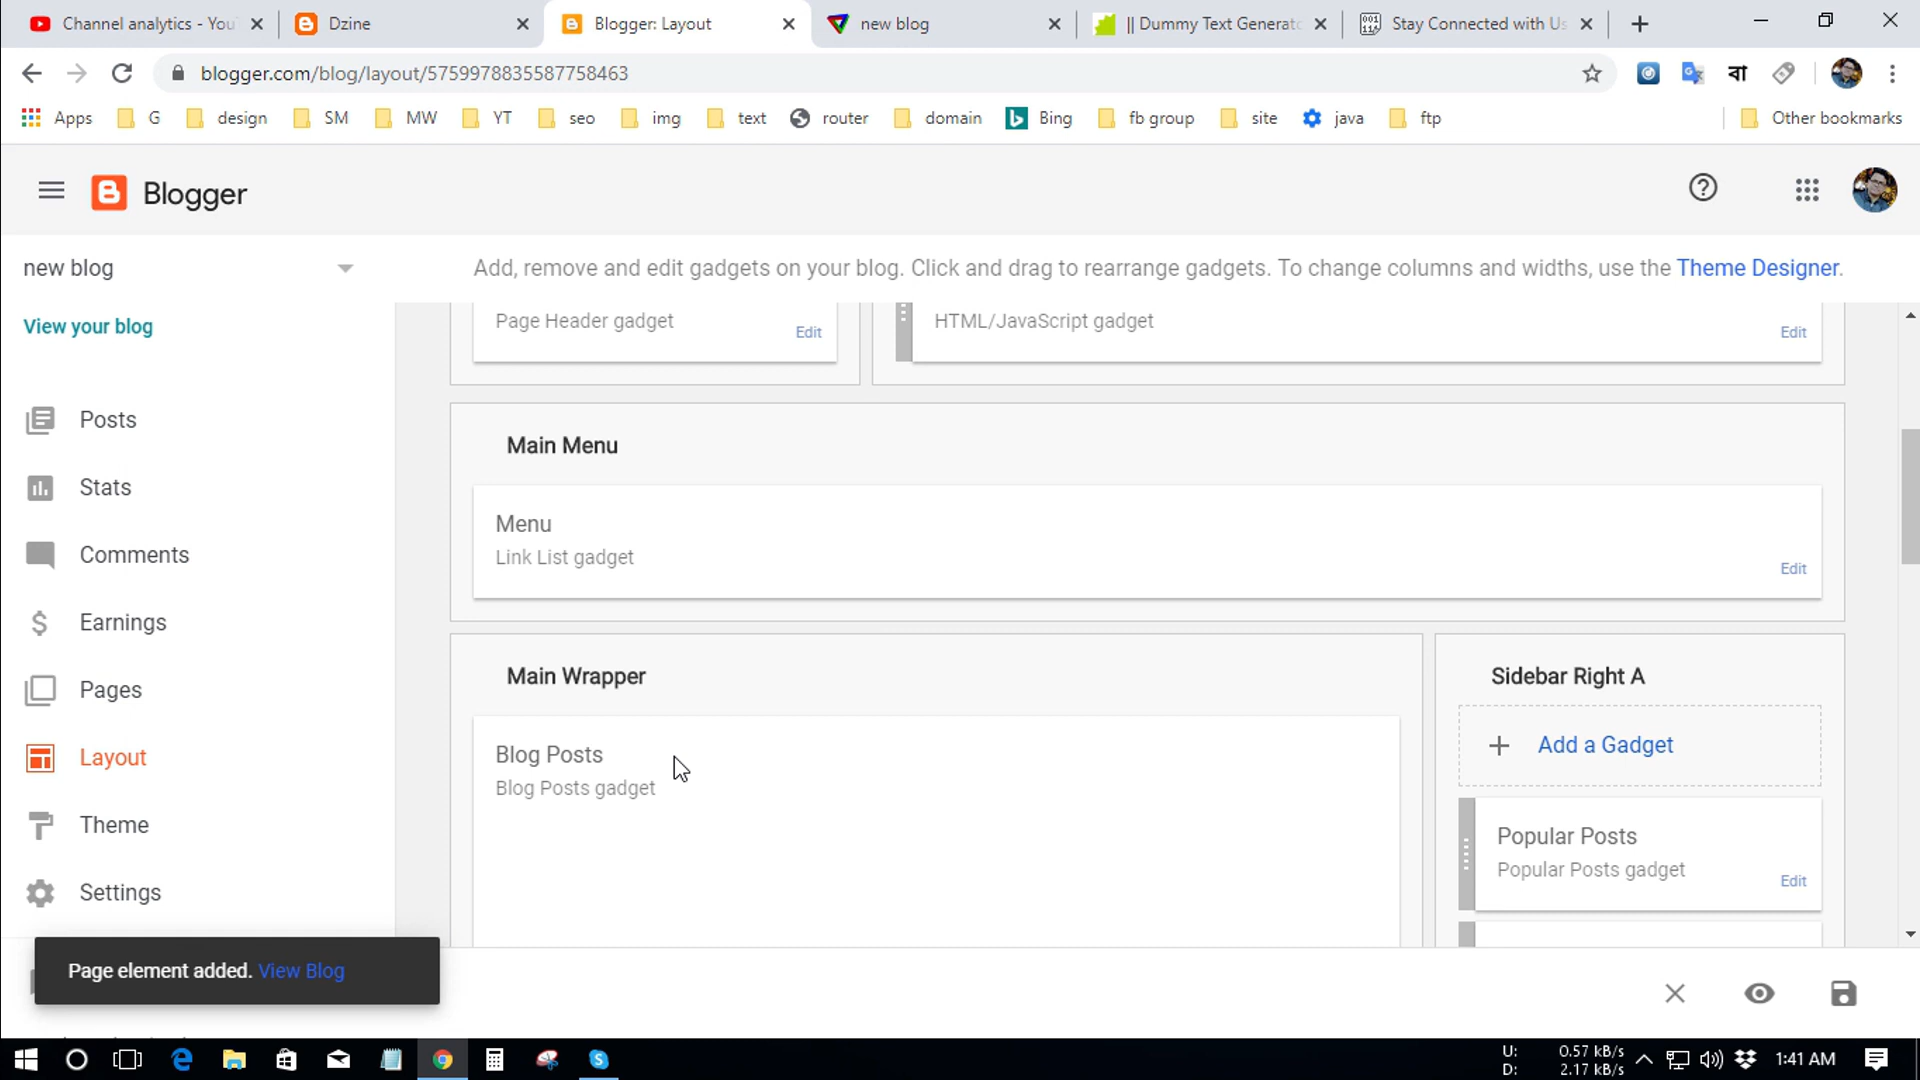 Channel analytics - You
Dzine
Blogger: Layout
new blog
|| Dummy Text Generato
Stay Connected with Us
blogger.com/blog/layout/5759978835587758463
বা
Apps
G
design
SM
MW
YT
seo
img
text
router
domain
Bing
fb group
site
java
ftp
Other bookmarks
Blogger
new blog
Add, remove and edit gadgets on your blog. Click and drag to rearrange gadgets. To change columns and widths, use the Theme Designer.
View your blog
Page Header gadget
Edit
HTML/JavaScript gadget
Edit
Posts
Main Menu
Stats
Menu
Link List gadget
Edit
Comments
Earnings
Main Wrapper
Sidebar Right A
Pages
Blog Posts
Blog Posts gadget
Add a Gadget
Layout
Theme
Popular Posts
Popular Posts gadget
Edit
Settings
Page element added. View Blog
U: 0.57 kB/s
D: 2.17 kB/s
1:41 AM